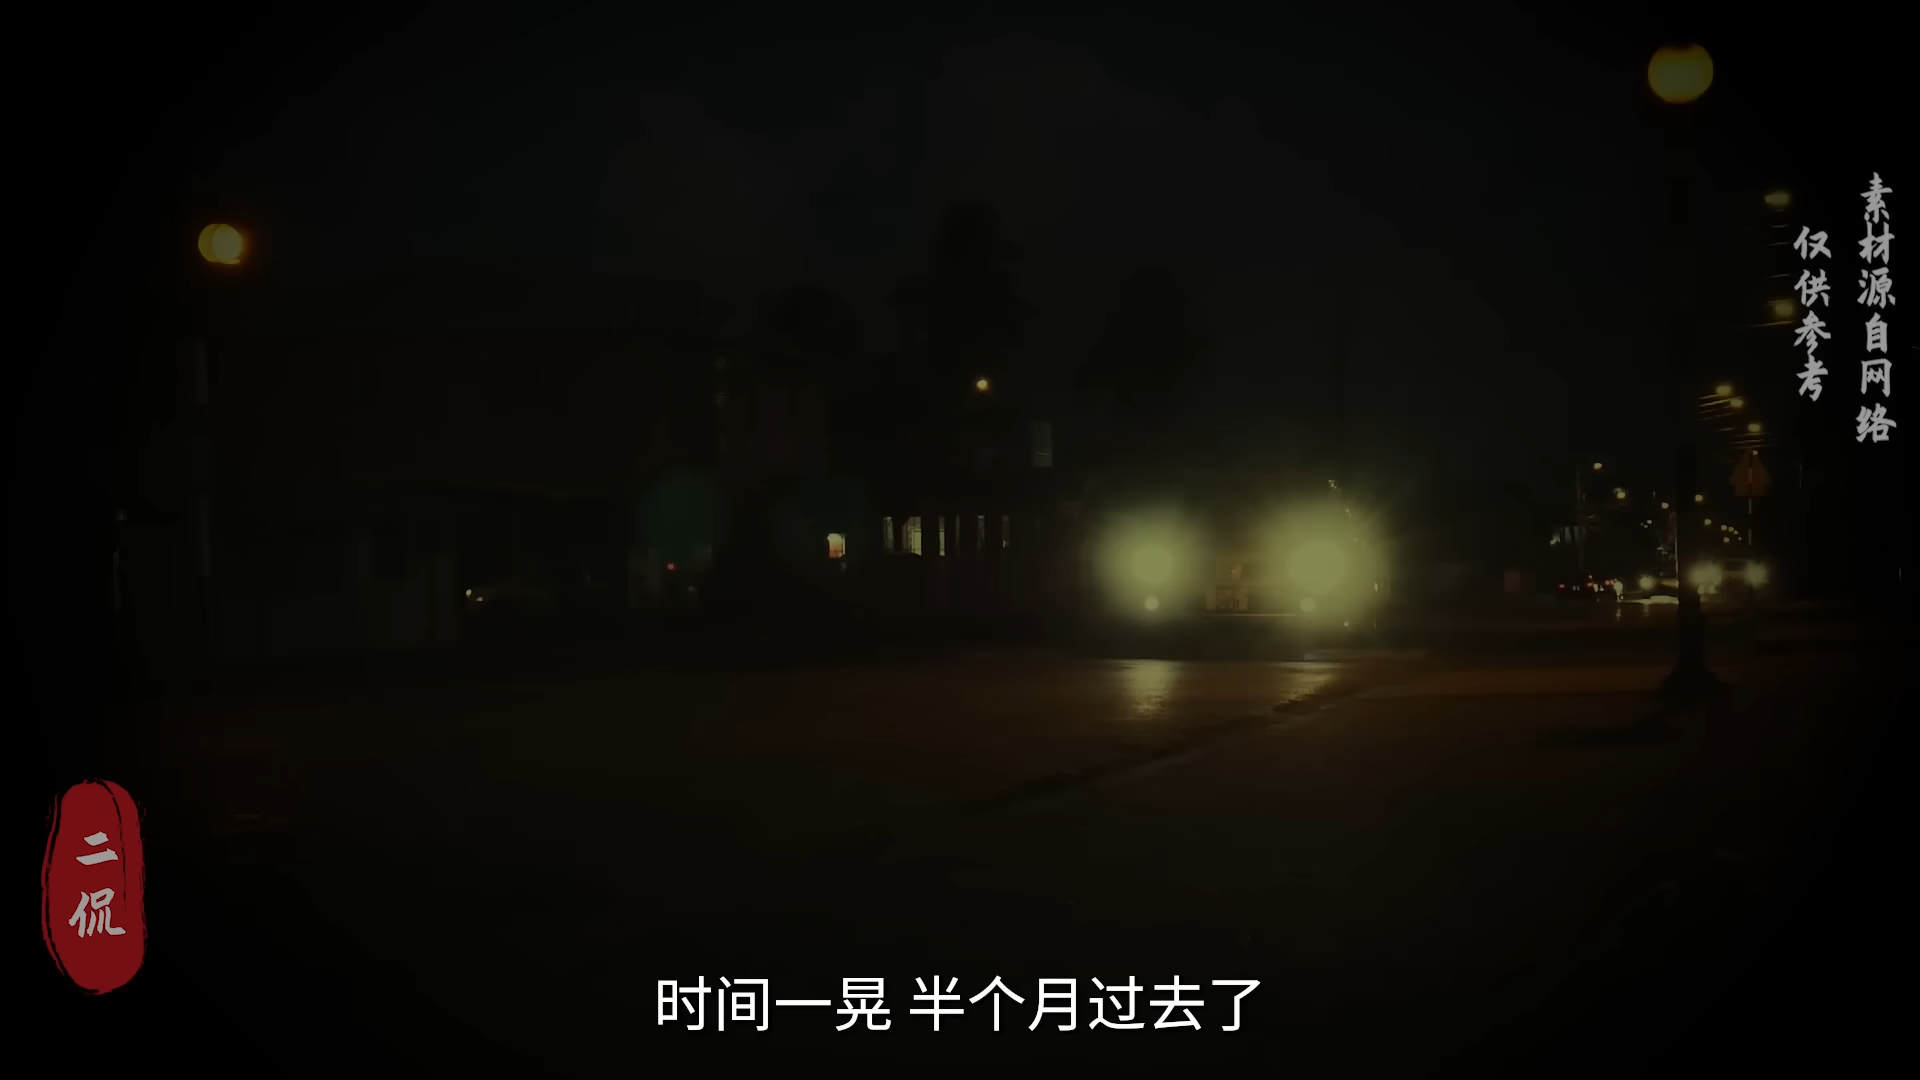 素材源自网络
仅供参考
二侃
时间一晃 半个月过去了